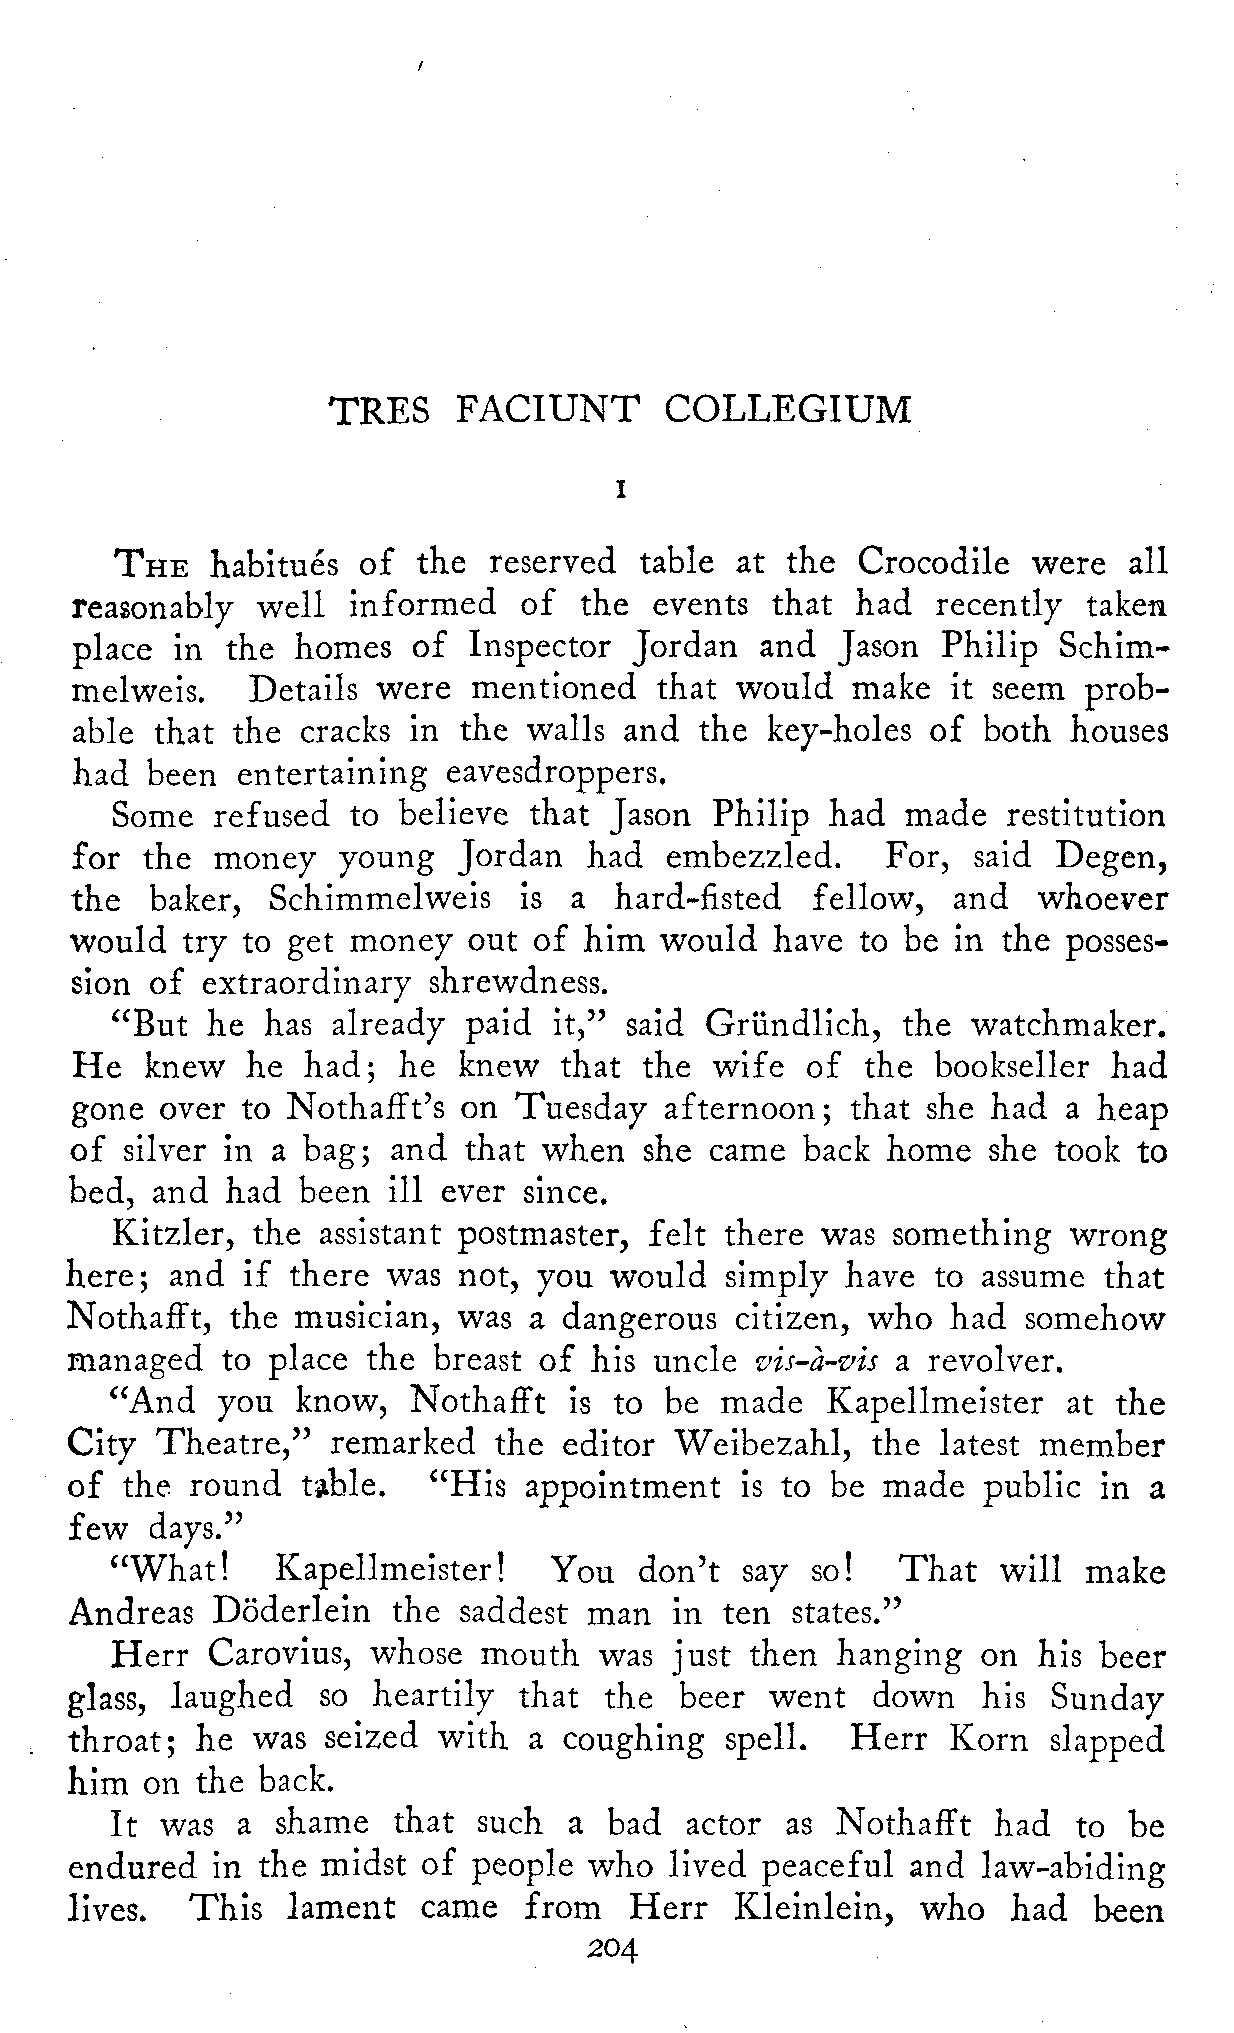 TRES FACIUNT COLLEGIUM
I
THE habitués of the reserved table at the Crocodile were all
reasonably well informed of the events that had recently taken
place in the homes of Inspector Jordan and Jason Philip Schim-
melweis. Details were mentioned that would make it seem prob-
able that the cracks in the walls and the key-holes of both houses
had been entertaining eavesdroppers.
Some refused to believe that Jason Philip had made restitution
for the money young Jordan had embezzled. For, said Degen,
the baker, Schimmelweis is a hard-fisted fellow, and whoever
would try to get money out of him would have to be in the posses-
sion of extraordinary shrewdness.
“But he has already paid it,” said Gründlich, the watchmaker.
He knew he had; he knew that the wife of the bookseller had
gone over to Nothafft's on Tuesday afternoon; that she had a heap
of silver in a bag; and that when she came back home she took to
bed, and had been ill ever since.
Kitzler, the assistant postmaster, felt there was something wrong
here; and if there was not, you would simply have to assume that
Nothafft, the musician, was a dangerous citizen, who had somehow
managed to place the breast of his uncle vis-à-vis a revolver.
“And you know, Nothafft is to be made Kapellmeister at the
City Theatre,” remarked the editor Weibezahl, the latest member
of the round table. “His appointment is to be made public in a
few days.”
“What! Kapellmeister! You don't say so! That will make
Andreas Döderlein the saddest man in ten states.”
Herr Carovius, whose mouth was just then hanging on his beer
glass, laughed so heartily that the beer went down his Sunday
throat; he was seized with a coughing spell. Herr Korn slapped
him on the back.
It was a shame that such a bad actor as Nothafft had to be
endured in the midst of people who lived peaceful and law-abiding
lives. This lament came from Herr Kleinlein, who had been
204